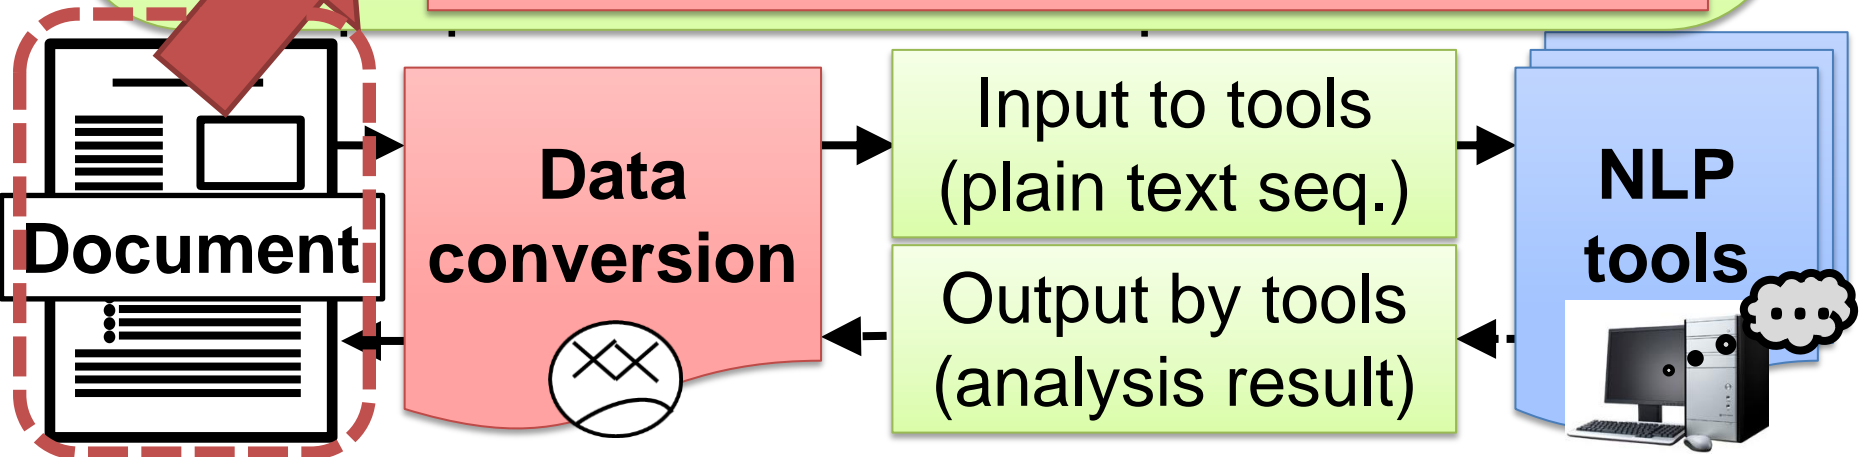 Document
Data
conversion
Input to tools
(plain text seq.)
Output by tools
(analysis result)
NLP
tools
...